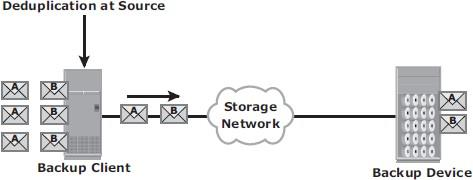 Deduplication at Source
A B
A B
A B
A B
Storage
Network
A
B
Backup Client
Backup Device